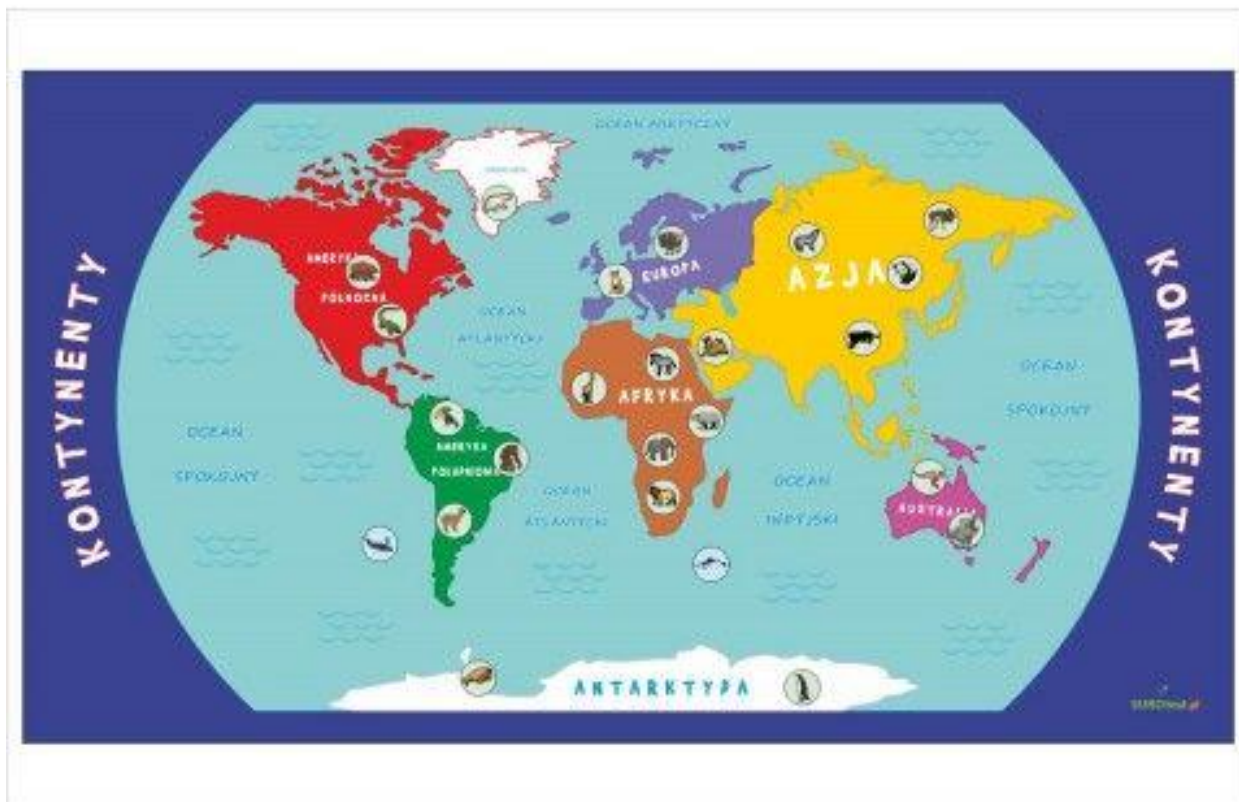 KONTYNENTY
OCEAN ARKTYCZNY
AMERYKA
PÓŁNOCNA
EUROPA
AZJA
OCEAN
ATLANTYCKI
AFRYKA
OCEAN
SPOKOJNY
AMERYKA
POŁUDNIOWA
OCEAN
SPOKOJNY
OCEAN
ATLANTYCKI
OCEAN
INDYJSKI
AUSTRALIA
ANTARKTYDA
KONTYNENTY